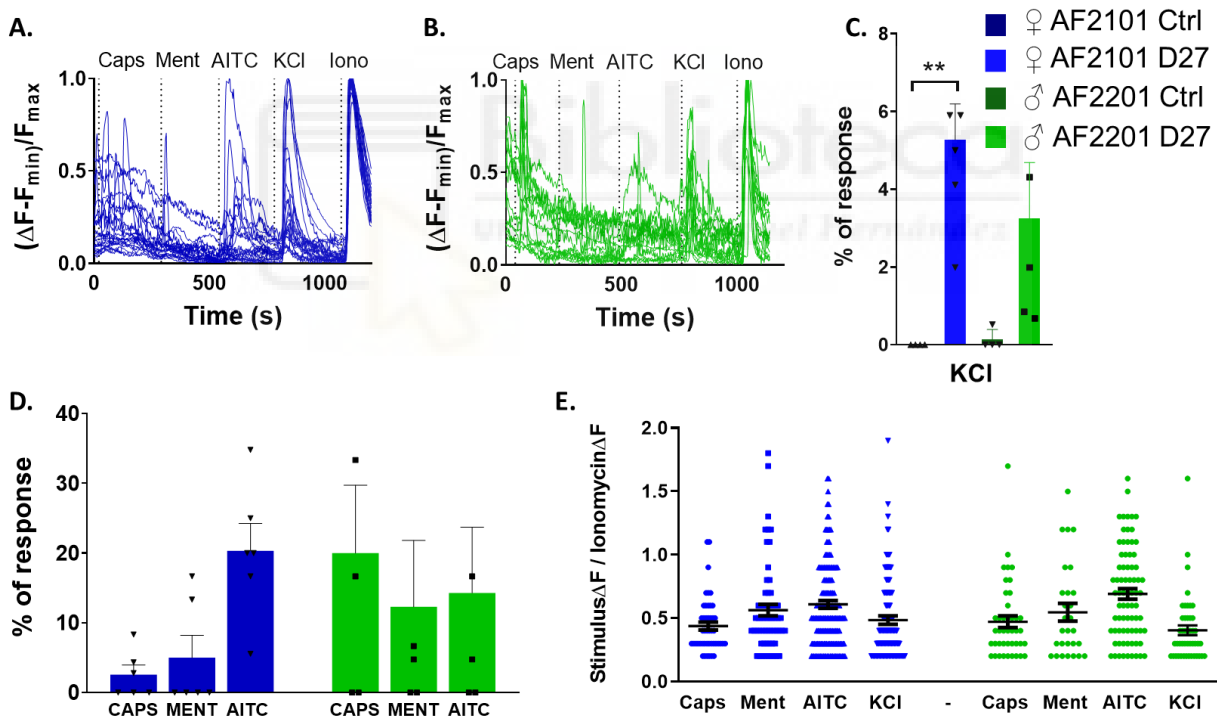 A.
Caps Ment AITC KCl Iono
(ΔF-Fmin)/Fmax
1.0
0.5
0.0
0 500 1000
Time (s)
B.
Caps Ment AITC KCl Iono
(ΔF-Fmin)/Fmax
1.0
0.5
0.0
0 500 1000
Time (s)
C.
% of response
8
6
4
2
0
**
KCl
♀ AF2101 Ctrl
♀ AF2101 D27
♂ AF2201 Ctrl
♂ AF2201 D27
Biblioteca
D.
% of response
40
30
20
10
0
CAPS MENT AITC CAPS MENT AITC
E.
StimulusΔF / IonomycinΔF
2.0
1.5
1.0
0.5
0.0
Caps Ment AITC KCl - Caps Ment AITC KCl